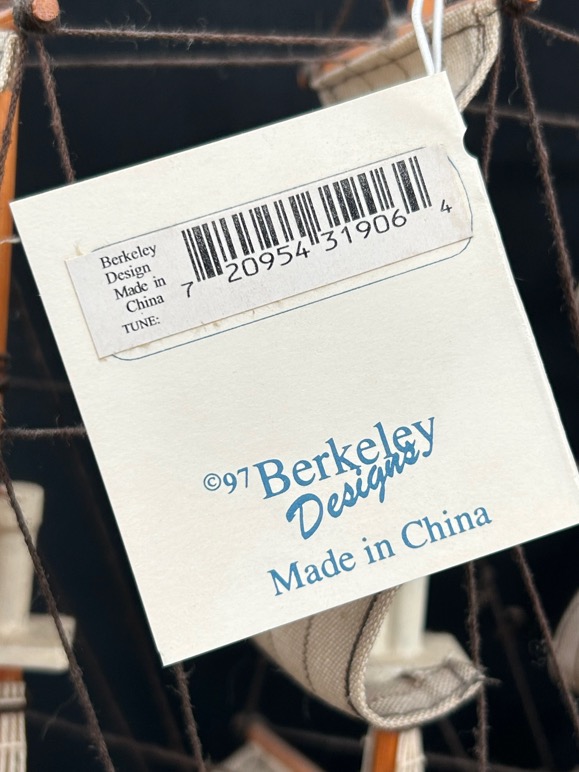 Berkeley
Design
Made in
China
TUNE:
7 20954 31906 4
©97 Berkeley
Designs
Made in China